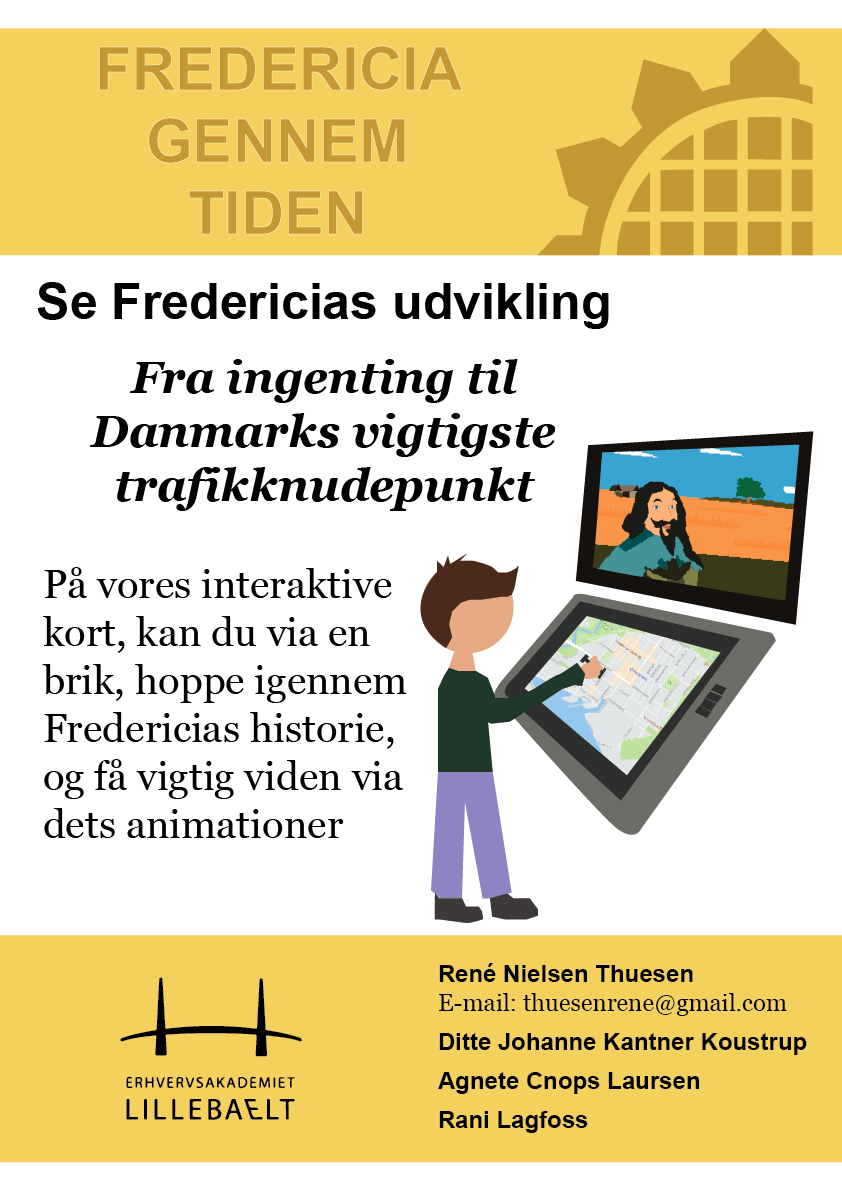 FREDERICIA
GENNEM
TIDEN
Se Fredericias udvikling
Fra ingenting til
Danmarks vigtigste
trafikknudepunkt
På vores interaktive
kort, kan du via en
brik, hoppe igennem
Fredericias historie,
og få vigtig viden via
dets animationer
ERHVERVSAKADEMIET
LILLEBAELT
René Nielsen Thuesen
E-mail: thuesenrene@gmail.com
Ditte Johanne Kantner Koustrup
Agnete Cnops Laursen
Rani Lagfoss